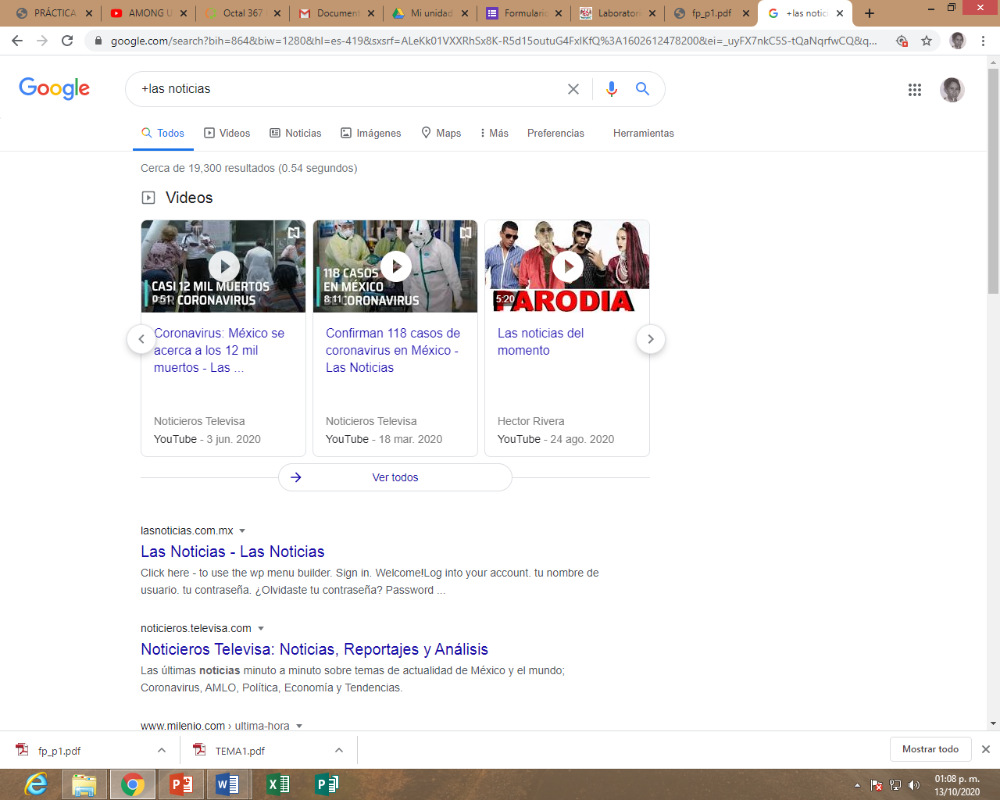 PRÁCTICA
AMONG U
Octal 367
Document
Mi unidad
Formulario
Laboratori
fp_p1.pdf
+las notici
google.com/search?bih=864&biw=1280&hl=es-419&sxsrf=ALeKk01VXXRhSx8K-R5d15outuG4FxIKfQ%3A1602612478200&ei=_uyFX7nkC5S-tQaNqrfwCQ&q...
Google
+las noticias
Todos
Videos
Noticias
Imágenes
Maps
Más
Preferencias
Herramientas
Cerca de 19,300 resultados (0.54 segundos)
Videos
CASI 12 MIL MUERTOS
0:51
CORONAVIRUS
Coronavirus: México se
acerca a los 12 mil
muertos - Las ...
Noticieros Televisa
YouTube - 3 jun. 2020
118 CASOS
EN MÉXICO
8:11
CORONAVIRUS
Confirman 118 casos de
coronavirus en México -
Las Noticias
Noticieros Televisa
YouTube - 18 mar. 2020
5:20
PARODIA
Las noticias del
momento
Hector Rivera
YouTube - 24 ago. 2020
Ver todos
lasnoticias.com.mx
Las Noticias - Las Noticias
Click here - to use the wp menu builder. Sign in. Welcome!Log into your account. tu nombre de
usuario. tu contraseña. ¿Olvidaste tu contraseña? Password ...
noticieros.televisa.com
Noticieros Televisa: Noticias, Reportajes y Análisis
Las últimas noticias minuto a minuto sobre temas de actualidad de México y el mundo;
Coronavirus, AMLO, Política, Economía y Tendencias.
www.milenio.com › ultima-hora
fp_p1.pdf
TEMA1.pdf
Mostrar todo
01:08 p. m.
13/10/2020